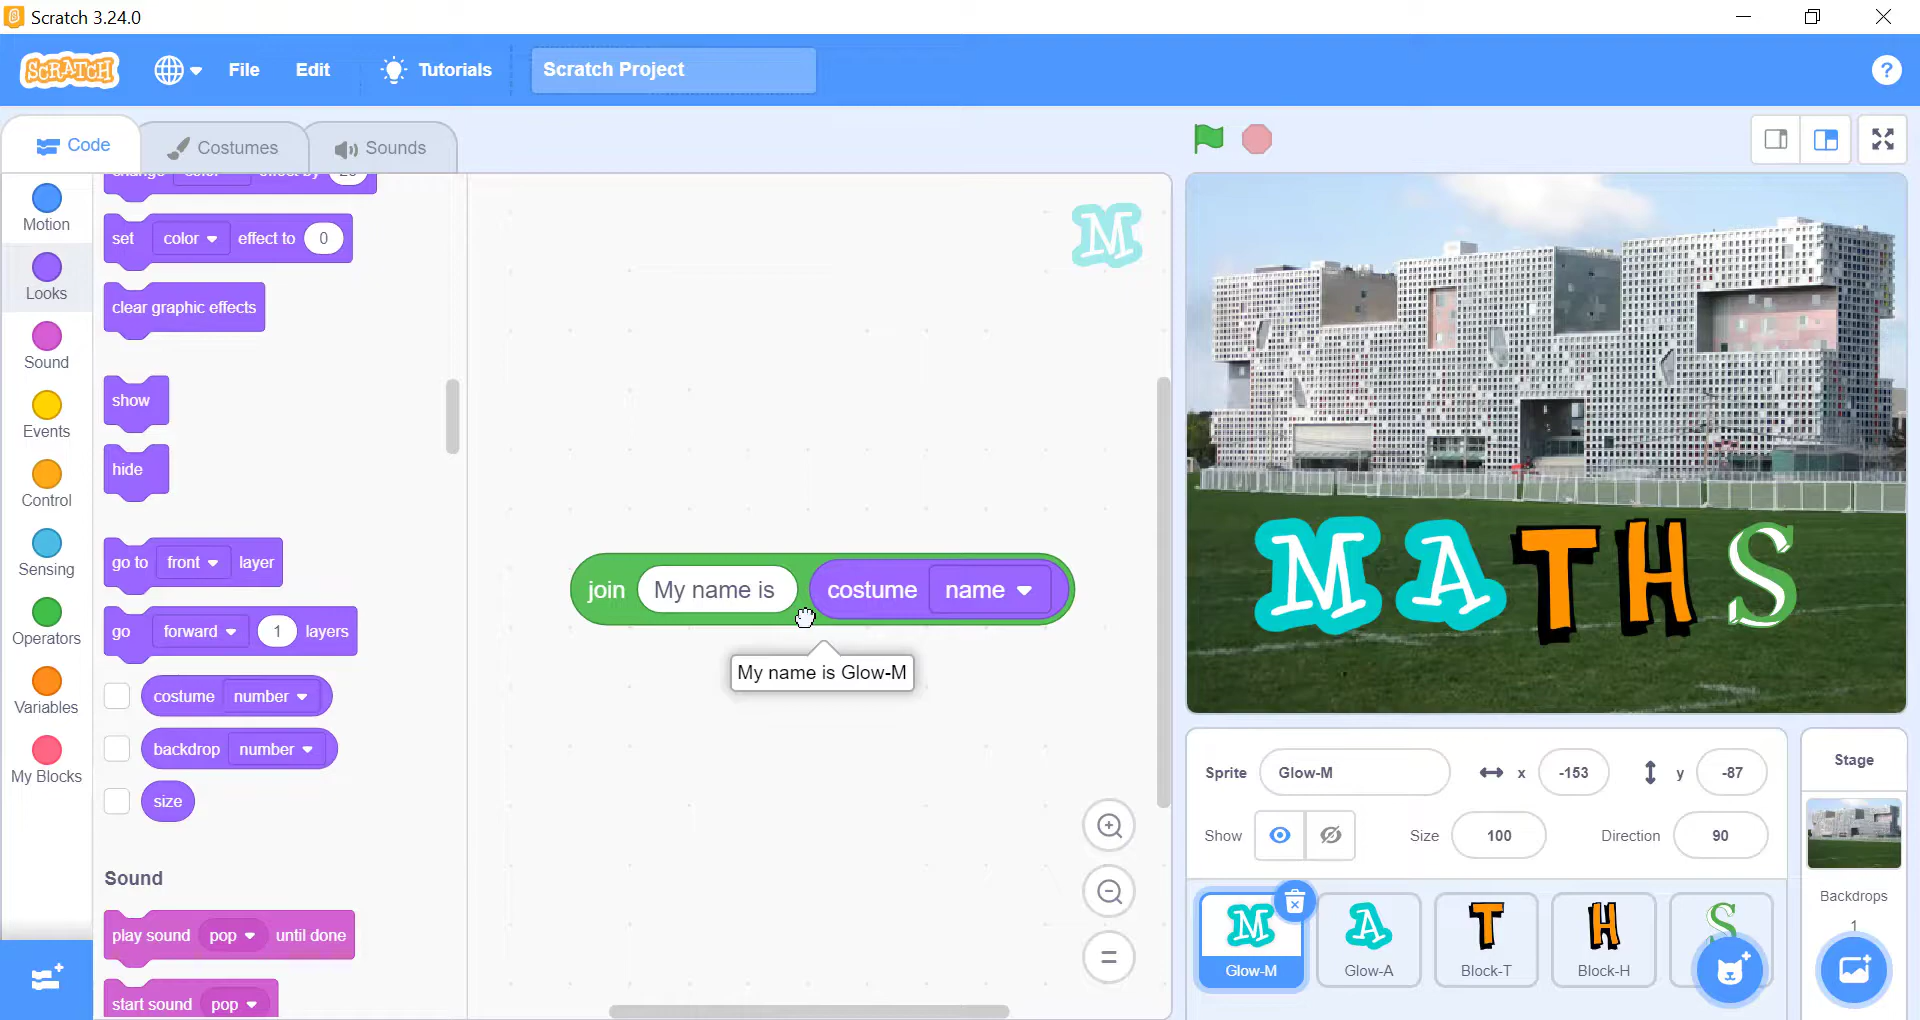 Scratch 3.24.0
SCRATCH
File
Edit
Tutorials
Scratch Project
?
Code
Costumes
Sounds
Motion
Looks
Sound
Events
Control
Sensing
Operators
Variables
My Blocks
set color effect to 0
clear graphic effects
show
hide
go to front layer
go forward 1 layers
costume number
backdrop number
size
Sound
play sound pop until done
start sound pop
M
join My name is costume name
My name is Glow-M
MATHS
Sprite Glow-M x -153 y -87
Show Size 100 Direction 90
M
Glow-M
A
Glow-A
T
Block-T
H
Block-H
S
Stage
Backdrops
1